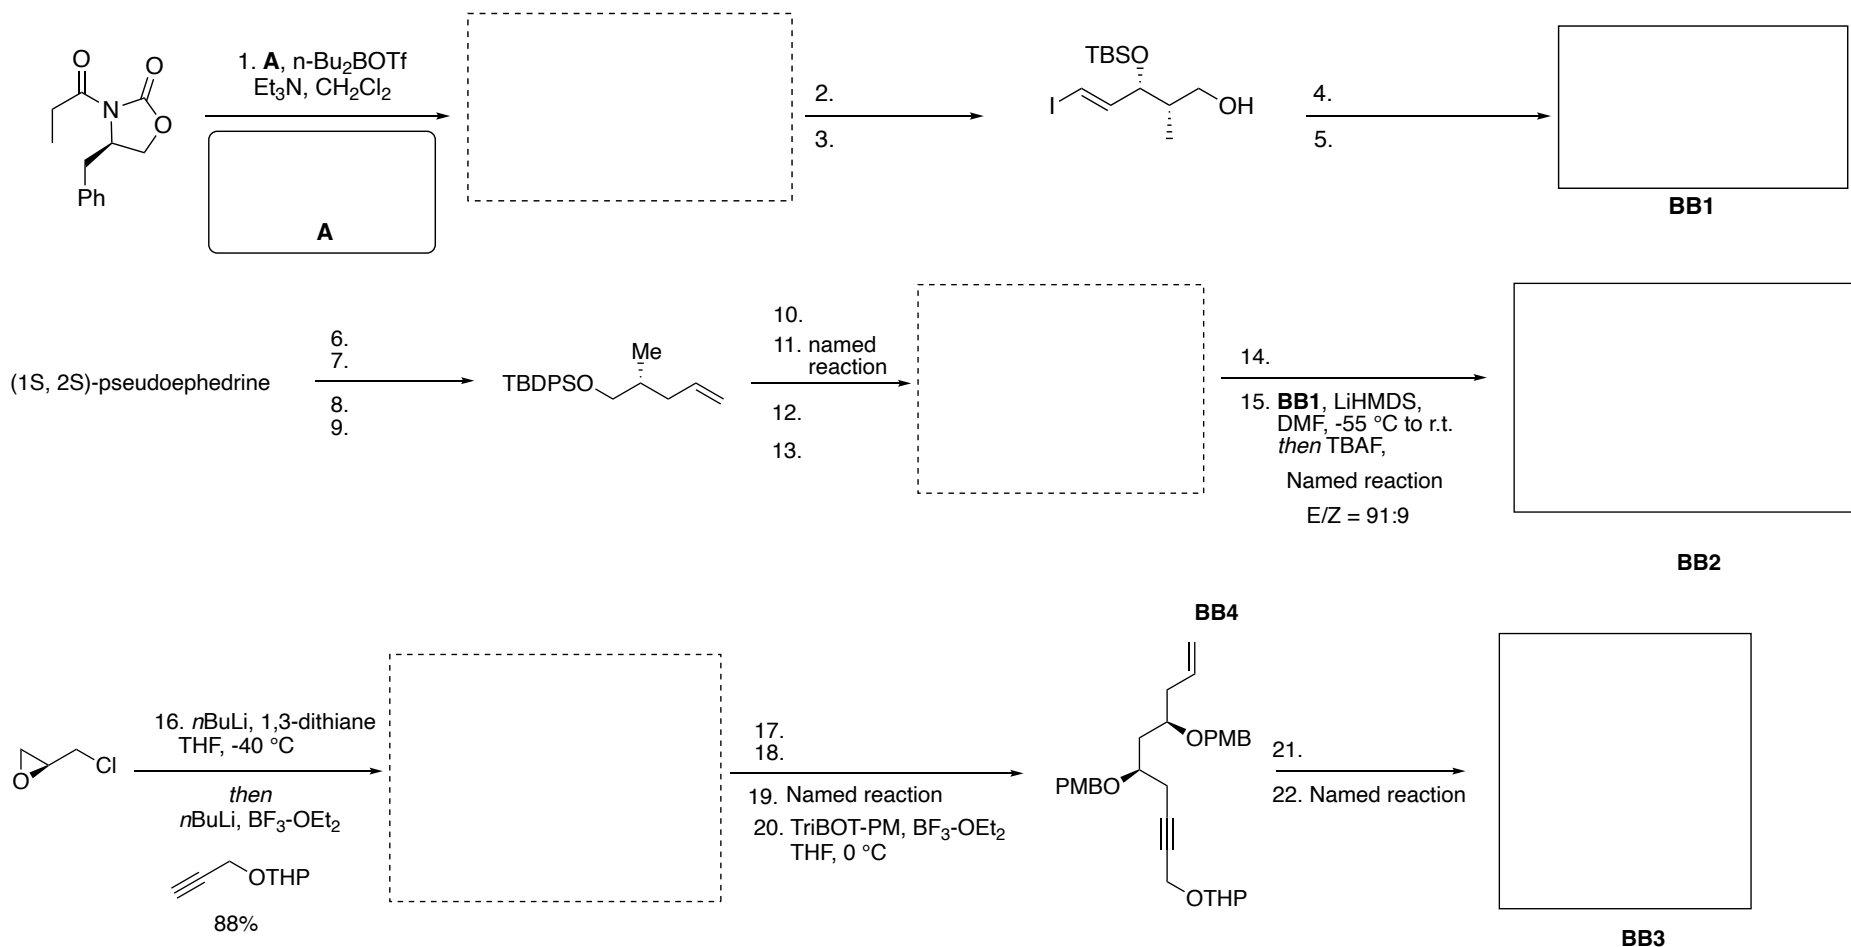 O
O
N
O
Ph
1. A, n-Bu₂BOTf
Et₃N, CH₂Cl₂
A
2.
3.
TBSO
I
OH
4.
5.
BB1
(1S, 2S)-pseudoephedrine
6.
7.
8.
9.
Me
TBDPSO
10.
11. named
reaction
12.
13.
14.
15. BB1, LiHMDS,
DMF, -55 °C to r.t.
then TBAF,
Named reaction
E/Z = 91:9
BB2
O
Cl
16. nBuLi, 1,3-dithiane
THF, -40 °C
then
nBuLi, BF₃-OEt₂
OTHP
88%
17.
18.
19. Named reaction
20. TriBOT-PM, BF₃-OEt₂
THF, 0 °C
BB4
OPMB
PMBO
OTHP
21.
22. Named reaction
BB3